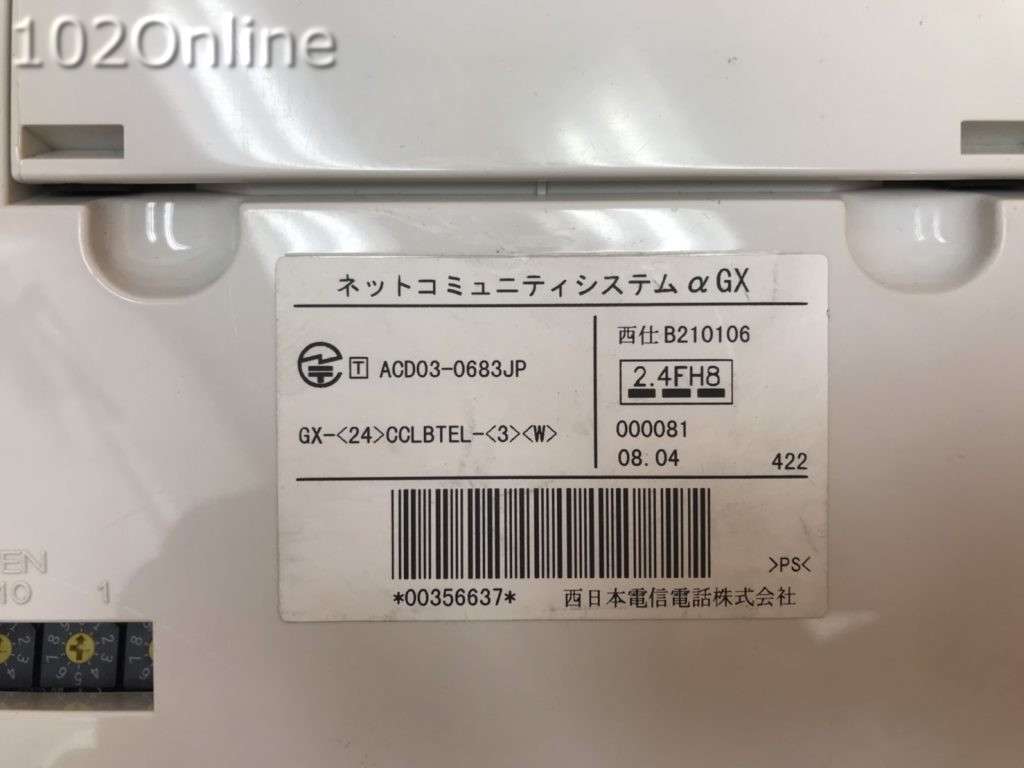 102Online
ネットコミュニティシステムαGX
T ACD03-0683JP
GX-<24>CCLBTEL-<3><W>
西仕B210106
2.4FH8
000081
08.04 422
*00356637*
>PS<
西日本電信電話株式会社
EN
10 1